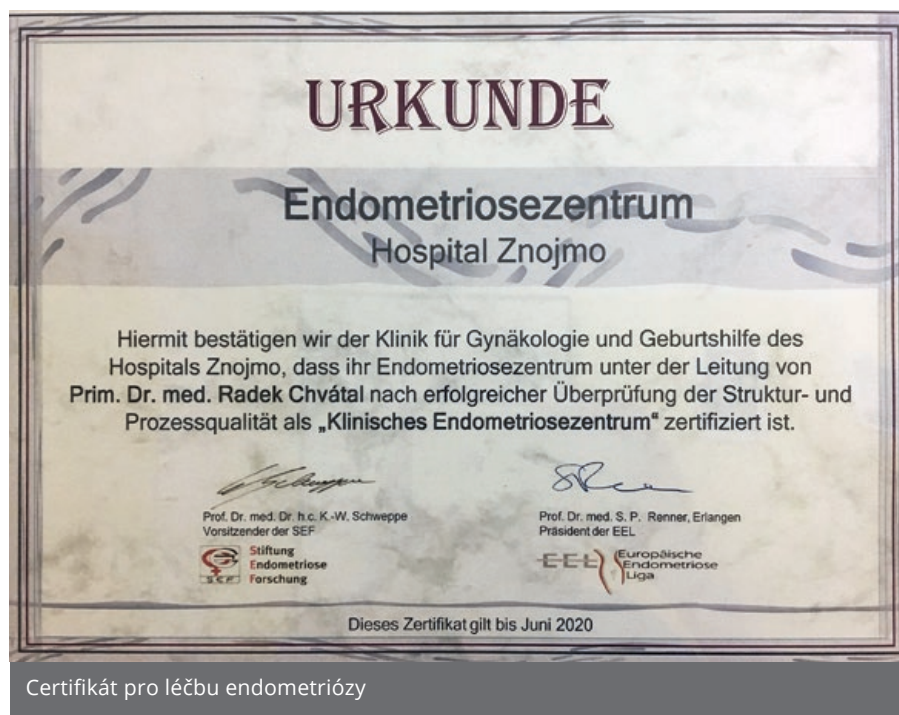 URKUNDE
Endometriosezentrum
Hospital Znojmo
Hiermit bestätigen wir der Klinik für Gynäkologie und Geburtshilfe des
Hospitals Znojmo, dass ihr Endometriosezentrum unter der Leitung von
Prim. Dr. med. Radek Chvátal nach erfolgreicher Überprüfung der Struktur- und
Prozessqualität als „Klinisches Endometriosezentrum“ zertifiziert ist.
Prof. Dr. med. Dr. h.c. K.-W. Schweppe
Vorsitzender der SEF
SEF
Stiftung
Endometriose
Forschung
Prof. Dr. med. S. P. Renner, Erlangen
Präsident der EEL
EEL
Europäische
Endometriose
Liga
Dieses Zertifikat gilt bis Juni 2020
Certifikát pro léčbu endometriózy